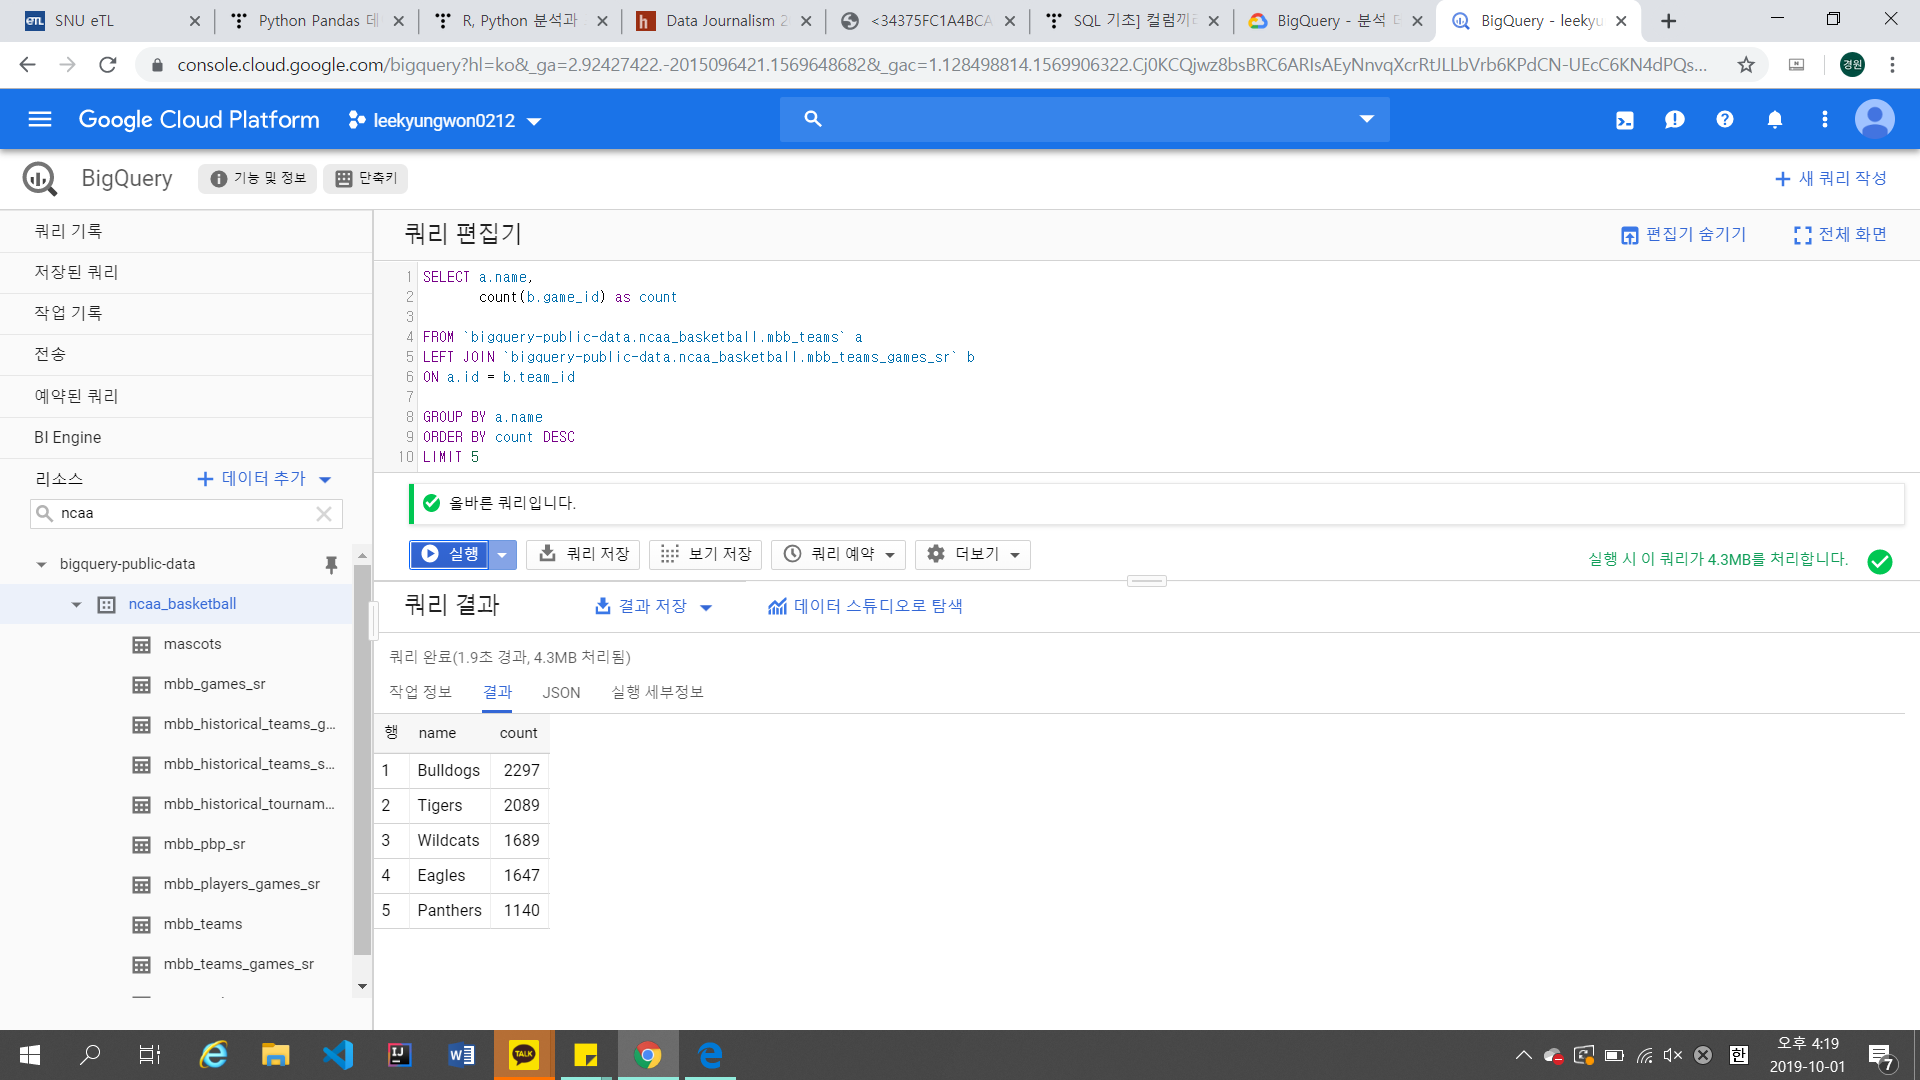 SNU eTL
Python Pandas 데
R, Python 분석과
Data Journalism 2
<34375FC1A4BCA
SQL 기초] 컬럼끼리
BigQuery - 분석 데
BigQuery - leekyu
console.cloud.google.com/bigquery?hl=ko&_ga=2.92427422.-2015096421.1569648682&_gac=1.128498814.1569906322.Cj0KCQjwz8bsBRC6ARIsAEyNnvqXcrRtJLLbVrb6KPdCN-UEcC6KN4dPQs...
경원
Google Cloud Platform
leekyungwon0212
BigQuery
기능 및 정보
단축키
새 쿼리 작성
쿼리 기록
저장된 쿼리
작업 기록
전송
예약된 쿼리
BI Engine
리소스
데이터 추가
ncaa
bigquery-public-data
ncaa_basketball
mascots
mbb_games_sr
mbb_historical_teams_g...
mbb_historical_teams_s...
mbb_historical_tournam...
mbb_pbp_sr
mbb_players_games_sr
mbb_teams
mbb_teams_games_sr
쿼리 편집기
편집기 숨기기
전체 화면
1 SELECT a.name,
2 count(b.game_id) as count
3
4 FROM `bigquery-public-data.ncaa_basketball.mbb_teams` a
5 LEFT JOIN `bigquery-public-data.ncaa_basketball.mbb_teams_games_sr` b
6 ON a.id = b.team_id
7
8 GROUP BY a.name
9 ORDER BY count DESC
10 LIMIT 5
올바른 쿼리입니다.
실행
쿼리 저장
보기 저장
쿼리 예약
더보기
실행 시 이 쿼리가 4.3MB를 처리합니다.
쿼리 결과
결과 저장
데이터 스튜디오로 탐색
쿼리 완료(1.9초 경과, 4.3MB 처리됨)
작업 정보 결과 JSON 실행 세부정보
행 name count
1 Bulldogs 2297
2 Tigers 2089
3 Wildcats 1689
4 Eagles 1647
5 Panthers 1140
TALK
한
오후 4:19
2019-10-01
7